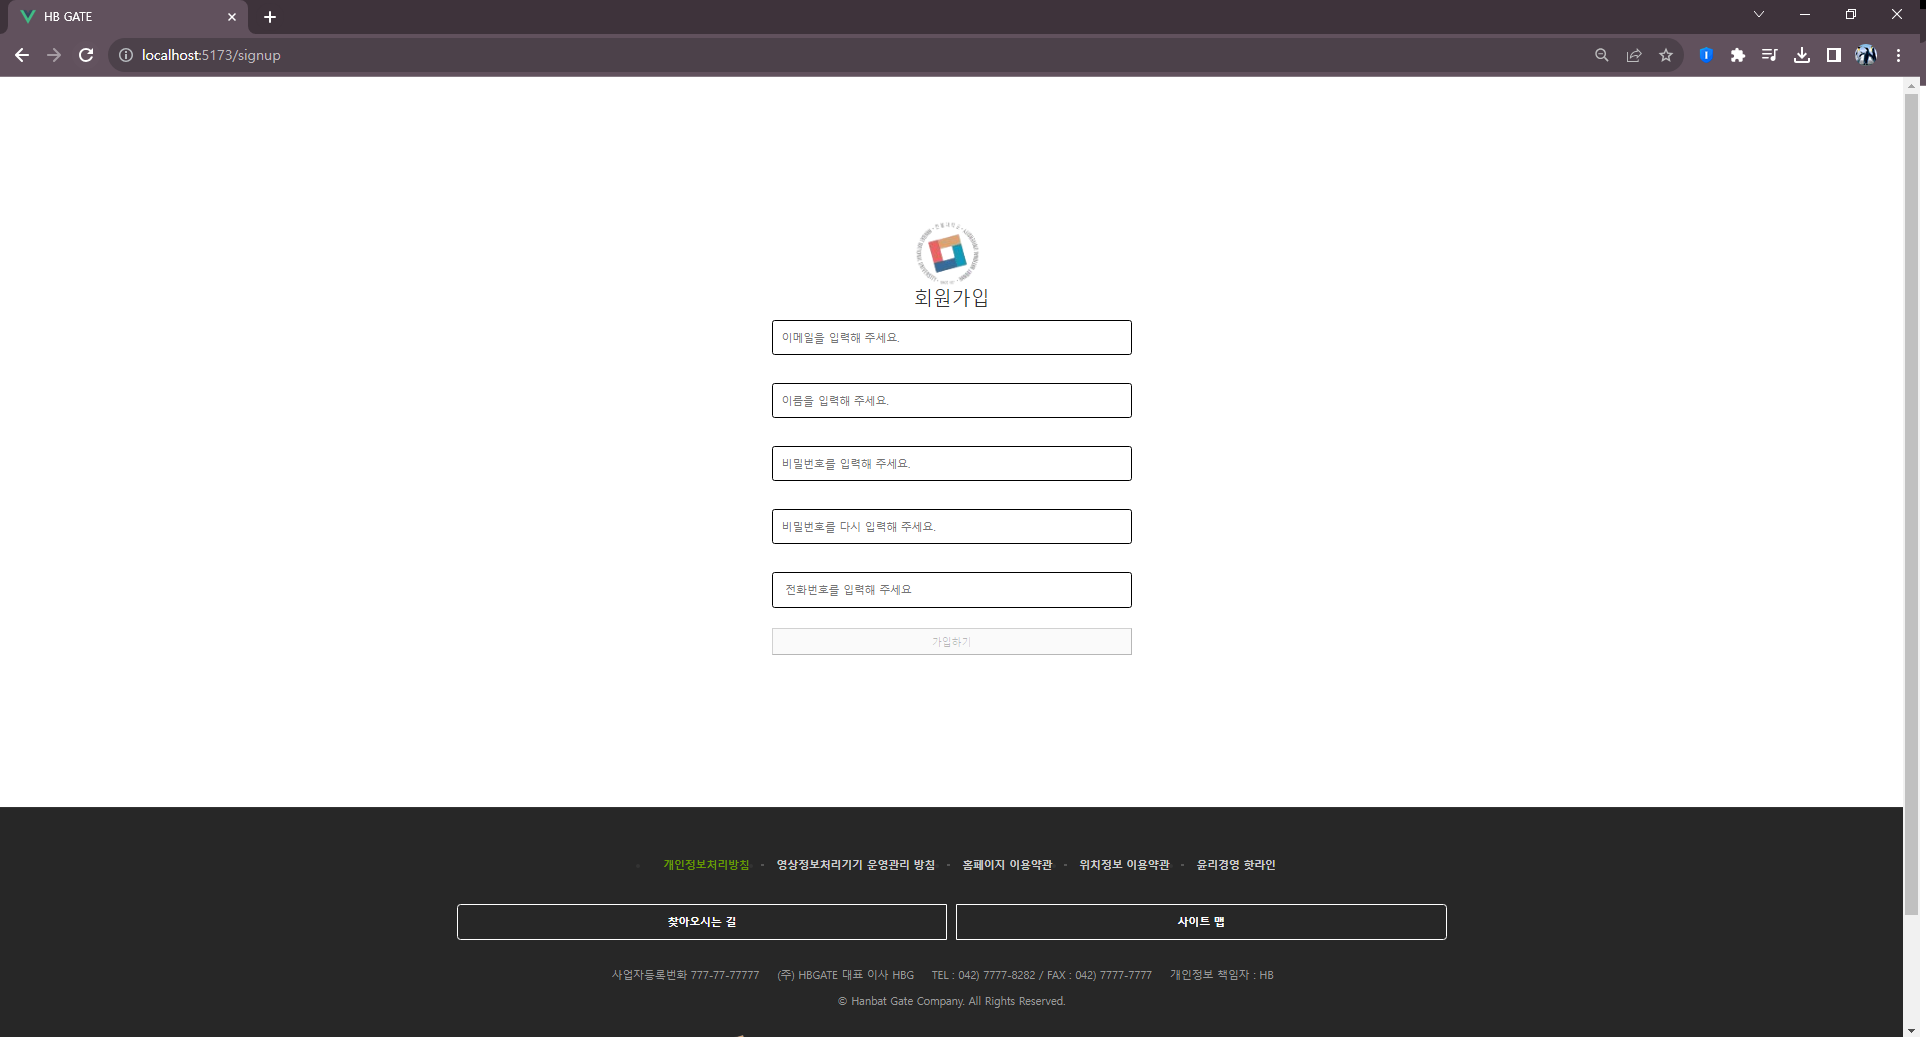 HB GATE
localhost:5173/signup
회원가입
이메일을 입력해 주세요.
이름을 입력해 주세요.
비밀번호를 입력해 주세요.
비밀번호를 다시 입력해 주세요.
전화번호를 입력해 주세요
가입하기
개인정보처리방침 - 영상정보처리기기 운영관리 방침 - 홈페이지 이용약관 - 위치정보 이용약관 - 윤리경영 핫라인
찾아오시는 길 사이트 맵
사업자등록번화 777-77-77777 (주) HBGATE 대표 이사 HBG TEL : 042) 7777-8282 / FAX : 042) 7777-7777 개인정보 책임자 : HB
© Hanbat Gate Company. All Rights Reserved.